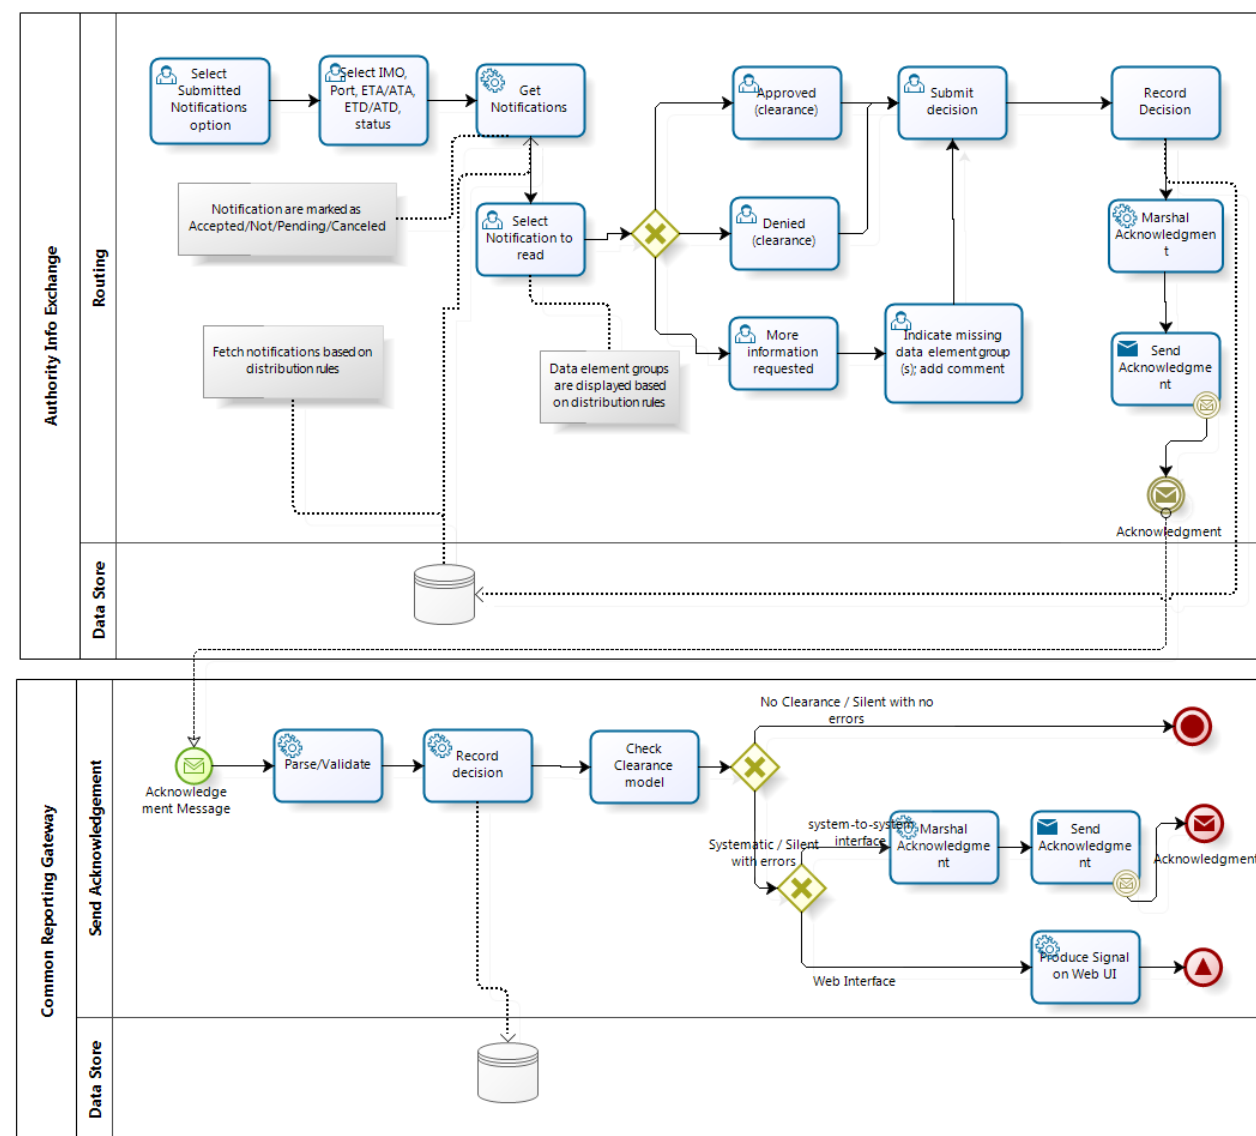 Authority Info Exchange
Routing
Select
Submitted
Notifications
option
Select IMO,
Port, ETA/ATA,
ETD/ATD,
status
Get
Notifications
Approved
(clearance)
Submit
decision
Record
Decision
Notification are marked as
Accepted/Not/Pending/Canceled
Select
Notification to
read
Denied
(clearance)
Marshal
Acknowledgmen
t
Fetch notifications based on
distribution rules
Data element groups
are displayed based
on distribution rules
More
information
requested
Indicate missing
data element group
(s); add comment
Send
Acknowledgme
nt
Acknowledgment
Data Store
Common Reporting Gateway
Send Acknowledgement
Acknowledge
ment Message
Parse/Validate
Record
decision
Check
Clearance
model
No Clearance / Silent with no
errors
Systematic / Silent
with errors
system-to-system
interface
Marshal
Acknowledgme
nt
Send
Acknowledgme
nt
Acknowledgment
Web Interface
Produce Signal
on Web UI
Data Store